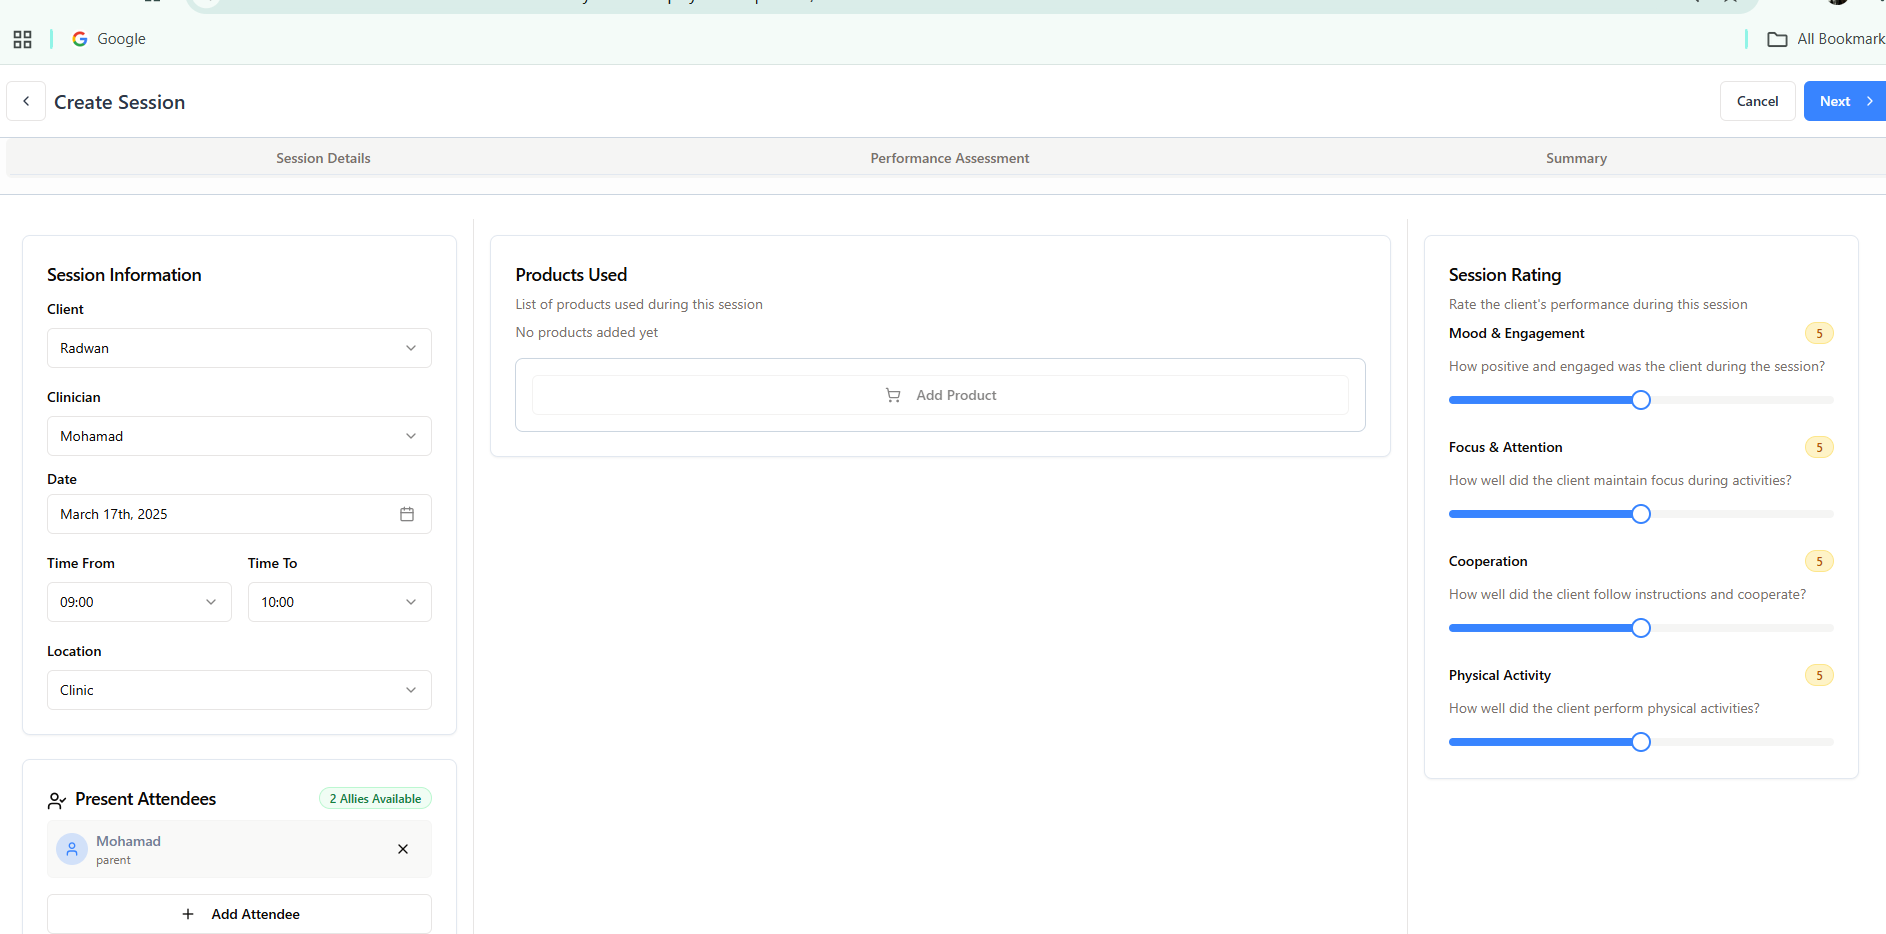 Google
All Bookmark
Create Session
Cancel
Next
Session Details
Performance Assessment
Summary
Session Information
Client
Radwan
Clinician
Mohamad
Date
March 17th, 2025
Time From
Time To
09:00
10:00
Location
Clinic
Present Attendees
2 Allies Available
Mohamad
parent
Add Attendee
Products Used
List of products used during this session
No products added yet
Add Product
Session Rating
Rate the client's performance during this session
Mood & Engagement
5
How positive and engaged was the client during the session?
Focus & Attention
5
How well did the client maintain focus during activities?
Cooperation
5
How well did the client follow instructions and cooperate?
Physical Activity
5
How well did the client perform physical activities?